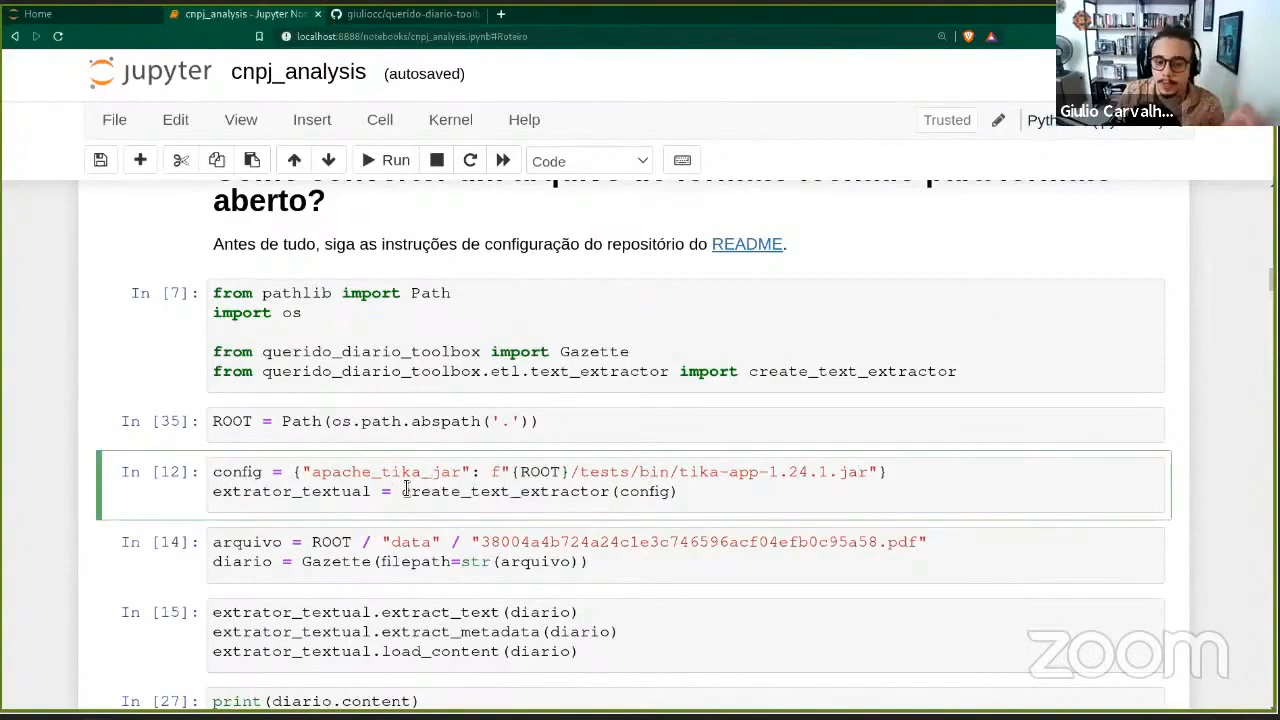 Home
cnpj_analysis - Jupyter No
giuliocc/querido-diario-toolb
localhost:8888/notebooks/cnpj_analysis.ipynb#Roteiro
jupyter cnpj_analysis (autosaved)
Giulio Carvalh...
File Edit View Insert Cell Kernel Help
Trusted
Run
Code
aberto?
Antes de tudo, siga as instruções de configuração do repositório do README.
In [7]:
from pathlib import Path
import os
from querido_diario_toolbox import Gazette
from querido_diario_toolbox.etl.text_extractor import create_text_extractor
In [35]: ROOT = Path(os.path.abspath('.'))
In [12]: config = {"apache_tika_jar": f"{ROOT}/tests/bin/tika-app-1.24.1.jar"}
extrator_textual = create_text_extractor(config)
In [14]: arquivo = ROOT / "data" / "38004a4b724a24c1e3c746596acf04efb0c95a58.pdf"
diario = Gazette(filepath=str(arquivo))
In [15]: extrator_textual.extract_text(diario)
extrator_textual.extract_metadata(diario)
extrator_textual.load_content(diario)
zoom
In [27]: print(diario.content)